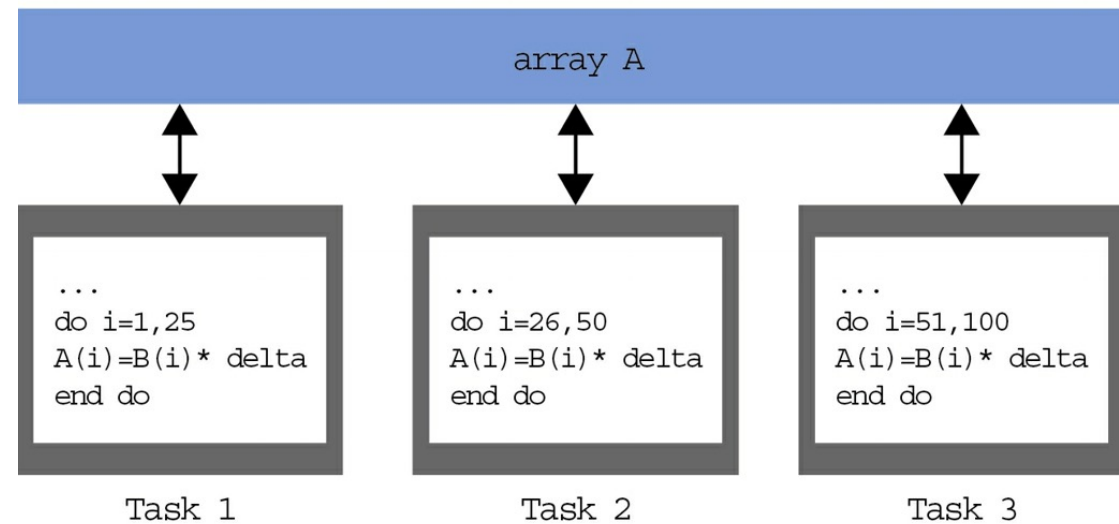 array A
...
do i=1,25
A(i)=B(i)* delta
end do
...
do i=26,50
A(i)=B(i)* delta
end do
...
do i=51,100
A(i)=B(i)* delta
end do
Task 1
Task 2
Task 3